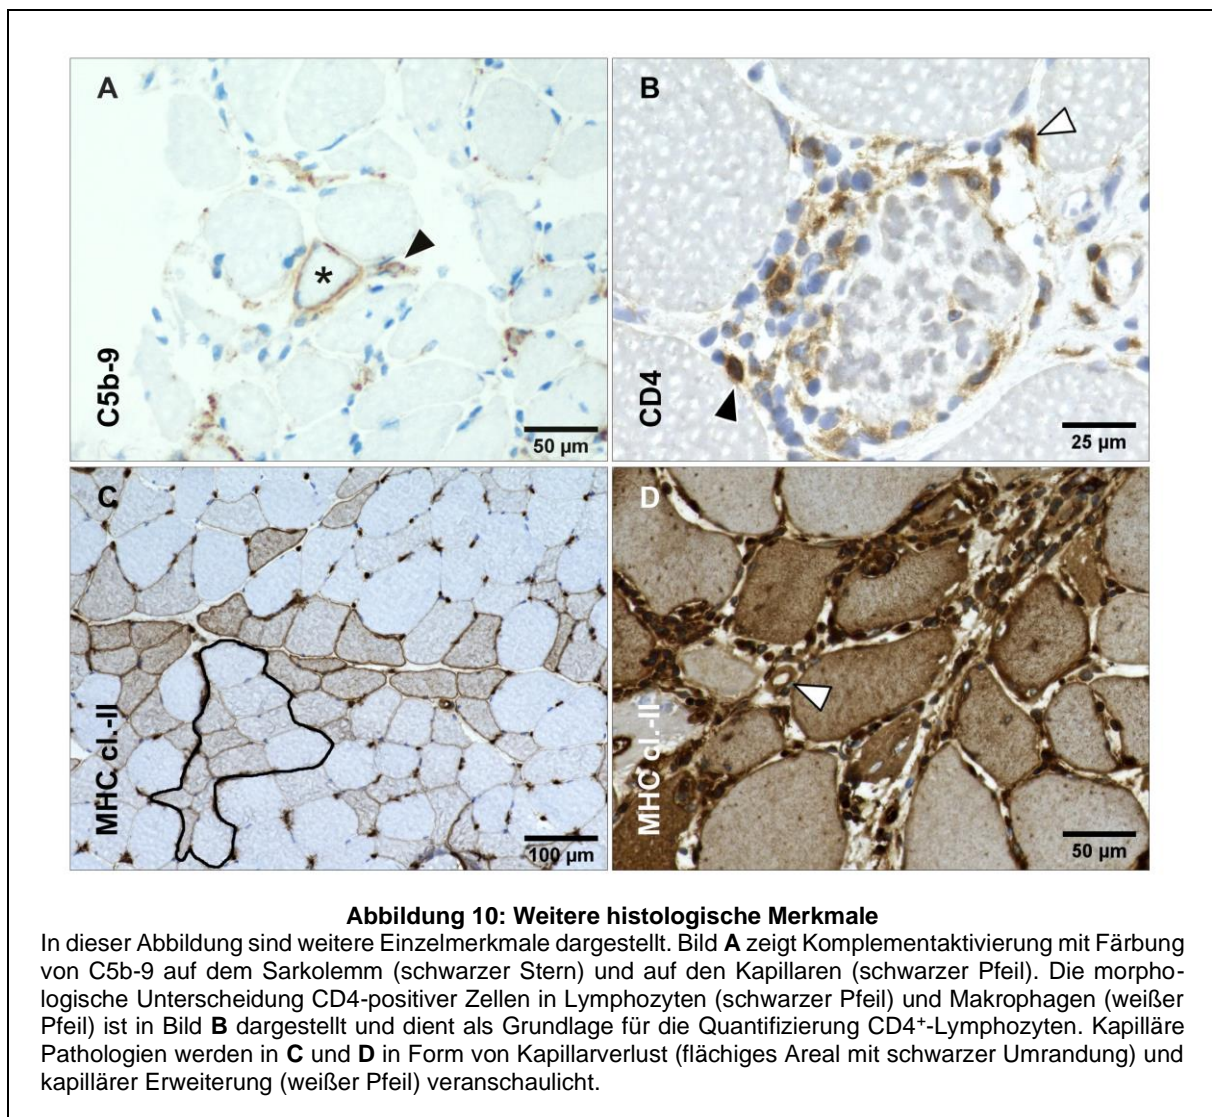 A
*
C5b-9
50 µm
B
CD4
25 µm
C
MHC cl.-II
100 µm
D
MHC cl.-II
50 µm
Abbildung 10: Weitere histologische Merkmale
In dieser Abbildung sind weitere Einzelmerkmale dargestellt. Bild A zeigt Komplementaktivierung mit Färbung
von C5b-9 auf dem Sarkolemm (schwarzer Stern) und auf den Kapillaren (schwarzer Pfeil). Die morpho-
logische Unterscheidung CD4-positiver Zellen in Lymphozyten (schwarzer Pfeil) und Makrophagen (weißer
Pfeil) ist in Bild B dargestellt und dient als Grundlage für die Quantifizierung CD4⁺-Lymphozyten. Kapilläre
Pathologien werden in C und D in Form von Kapillarverlust (flächiges Areal mit schwarzer Umrandung) und
kapillärer Erweiterung (weißer Pfeil) veranschaulicht.